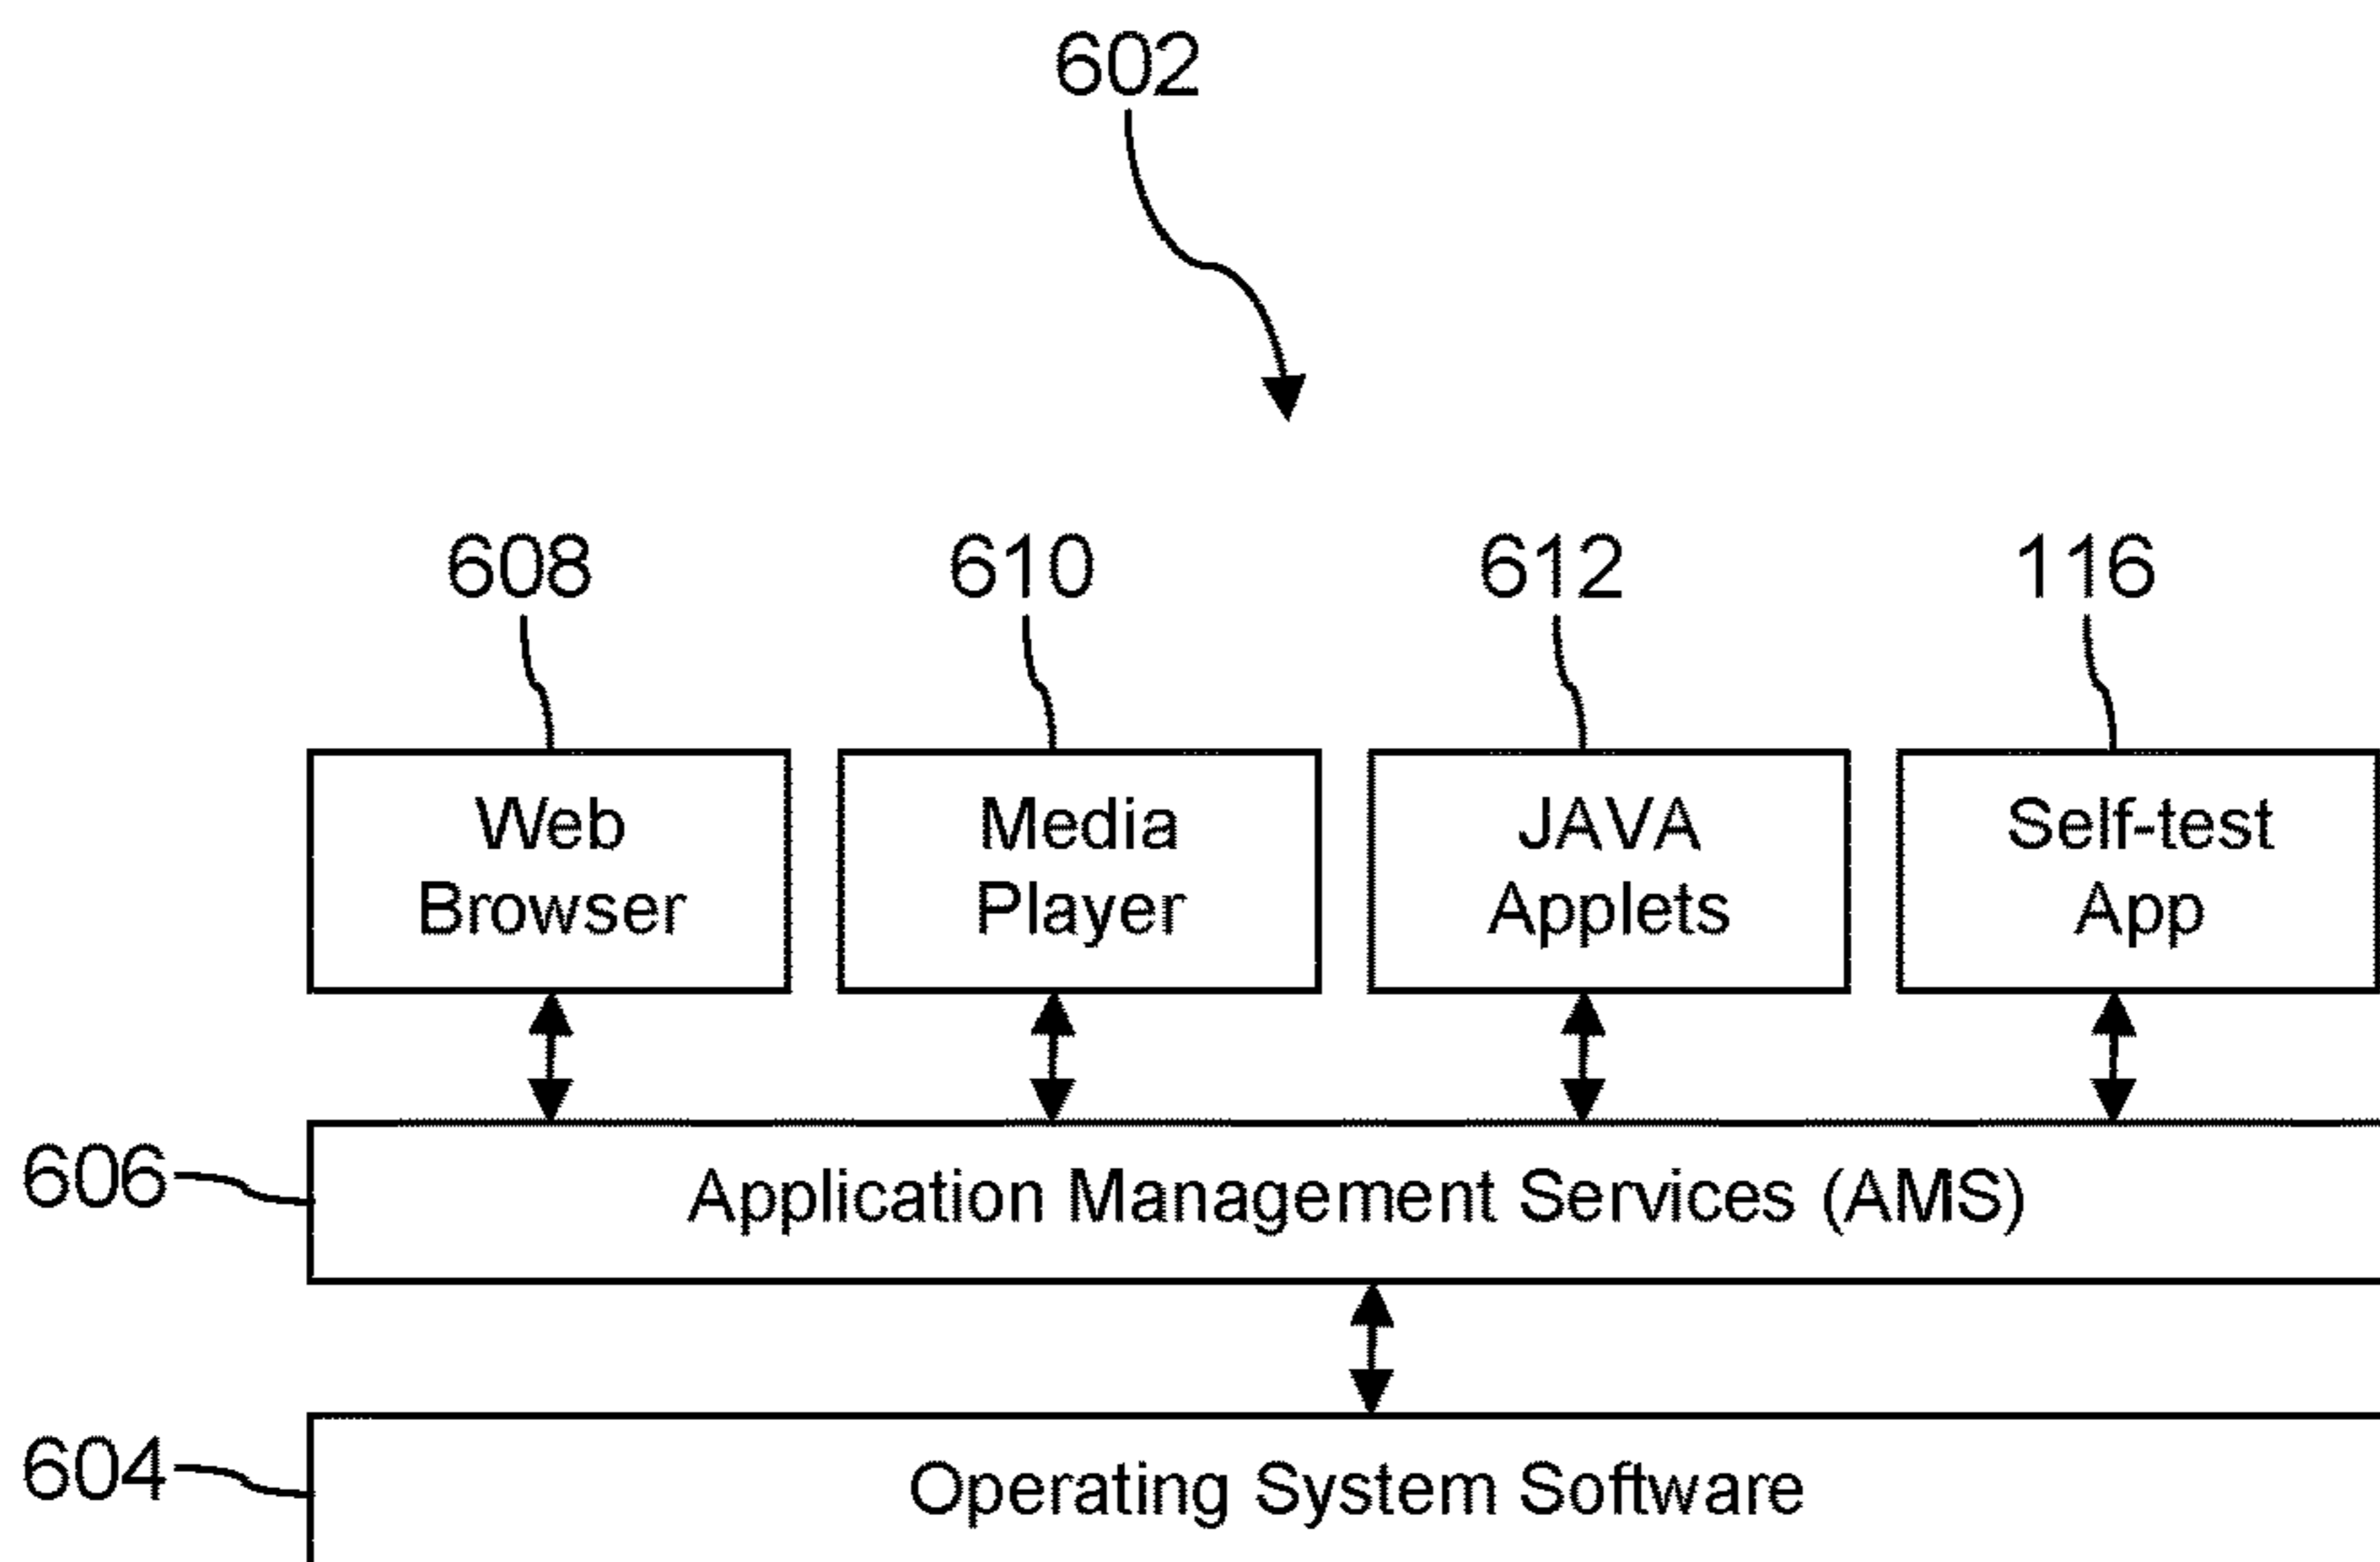 602
608 610 612 116
Web Browser
Media Player
JAVA Applets
Self-test App
606
Application Management Services (AMS)
604
Operating System Software